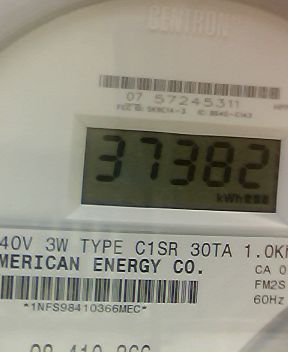 CENTRON
07 57245311
37382
kWh
40V 3W TYPE C1SR 30TA 1.0K
MERICAN ENERGY CO.
CA 0
FM2S
60Hz
*1NFS98410366MEC*